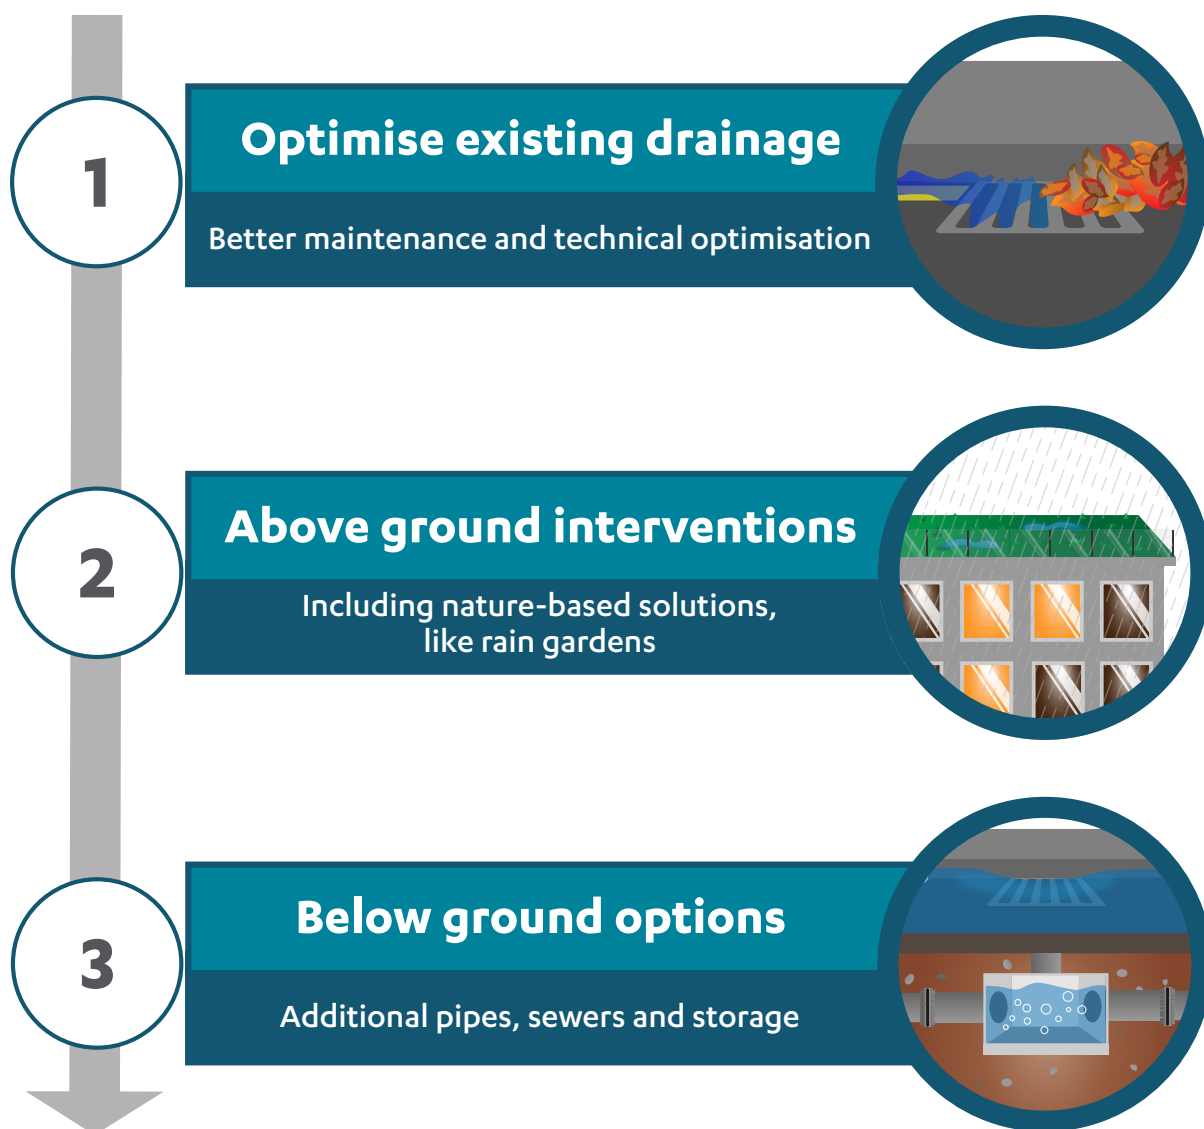 1
Optimise existing drainage
Better maintenance and technical optimisation
2
Above ground interventions
Including nature-based solutions,
like rain gardens
3
Below ground options
Additional pipes, sewers and storage